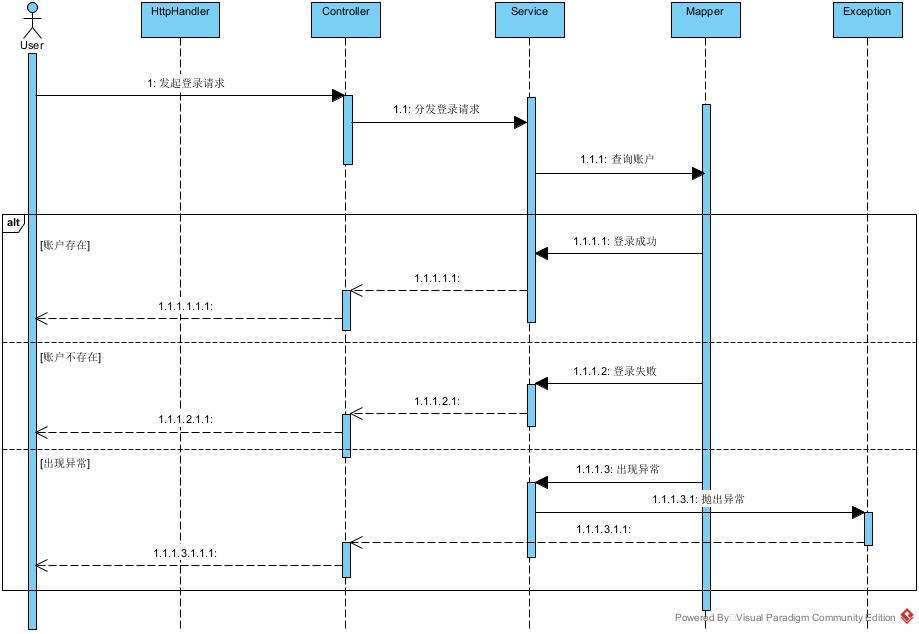 HttpHandler
Controller
Service
Mapper
Exception
User
1: 发起登录请求
1.1: 分发登录请求
1.1.1: 查询账户
alt
[账户存在]
1.1.1.1: 登录成功
1.1.1.1.1:
1.1.1.1.1.1:
[账户不存在]
1.1.1.2: 登录失败
1.1.1.2.1:
1.1.1.2.1.1:
[出现异常]
1.1.1.3: 出现异常
1.1.1.3.1: 抛出异常
1.1.1.3.1.1:
1.1.1.3.1.1.1:
Powered By Visual Paradigm Community Edition